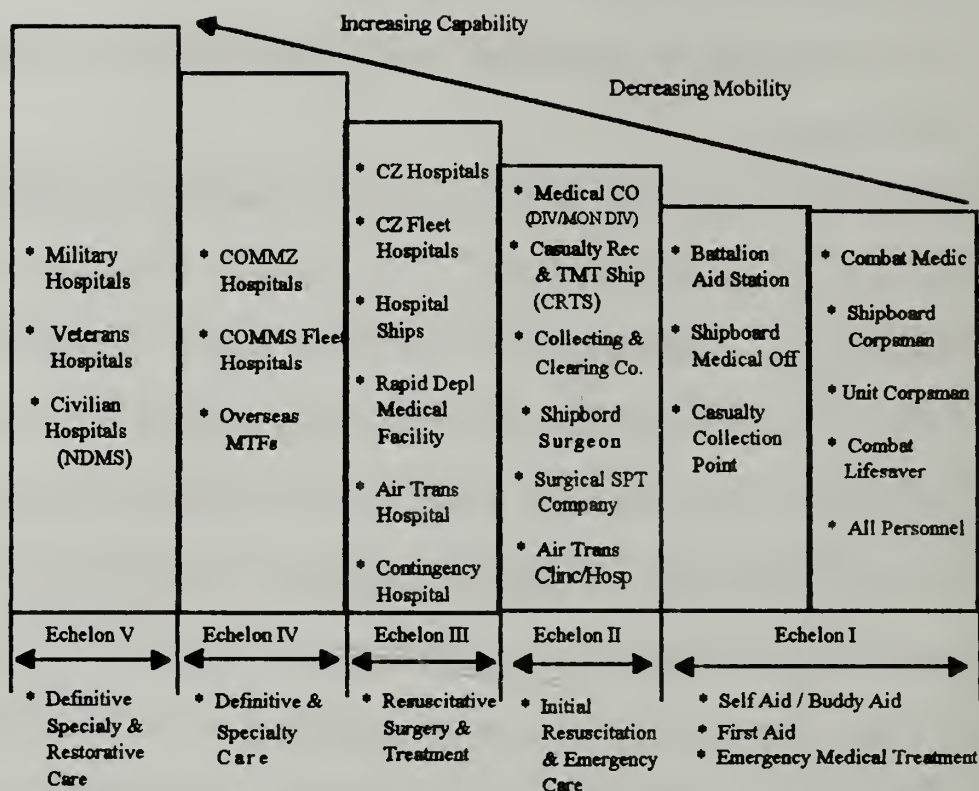 Increasing Capability
Decreasing Mobility
* Military
Hospitals
* Veterans
Hospitals
* Civilian
Hospitals
(NDMS)
* COMMZ
Hospitals
* COMMS Fleet
Hospitals
* Overseas
MTFs
* CZ Hospitals
* CZ Fleet
Hospitals
* Hospital
Ships
* Rapid Depl
Medical
Facility
* Air Trans
Hospital
* Contingency
Hospital
* Medical CO
(DIV/MON DIV)
* Casualty Rec
& TMT Ship
(CRTS)
* Collecting &
Clearing Co.
* Shipbord
Surgeon
* Surgical SPT
Company
* Air Trans
Clinc/Hosp
* Battalion
Aid Station
* Shipboard
Medical Off
* Casualty
Collection
Point
* Combat Medic
* Shipboard
Corpsman
* Unit Corpsman
* Combat
Lifesaver
* All Personnel
Echelon V
Echelon IV
Echelon III
Echelon II
Echelon I
* Definitive
Specialy &
Restorative
Care
* Definitive &
Specialty
Care
* Resuscitative
Surgery &
Treatment
* Initial
Resuscitation
& Emergency
Care
* Self Aid / Buddy Aid
* First Aid
* Emergency Medical Treatment